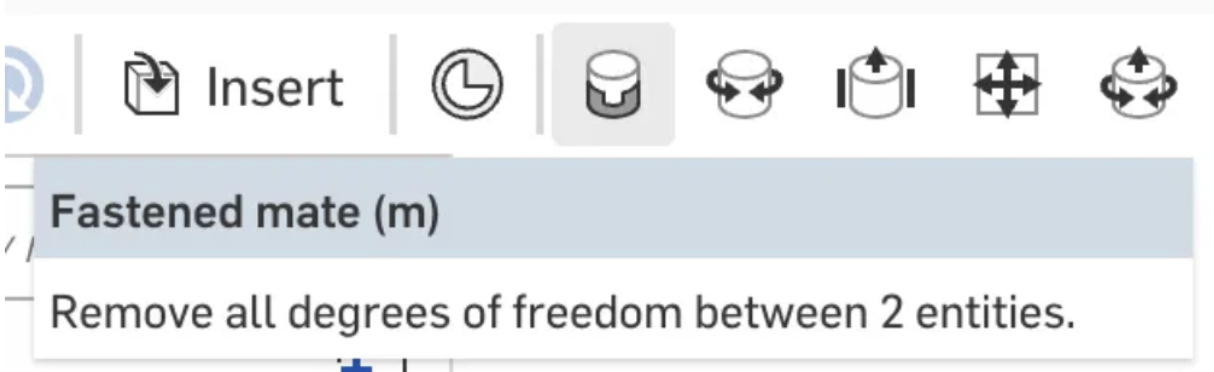 Insert
Fastened mate (m)
Remove all degrees of freedom between 2 entities.